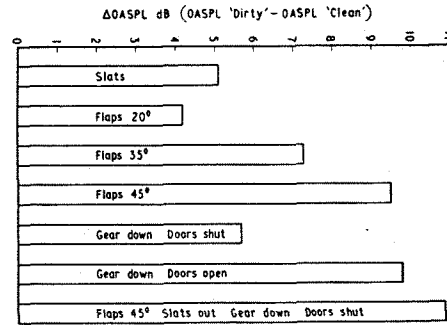 ΔOASPL dB (OASPL 'Dirty'-OASPL 'Clean')
0 1 2 3 4 5 6 7 8 9 10 11
Slats
Flaps 20°
Flaps 35°
Flaps 45°
Gear down Doors shut
Gear down Doors open
Flaps 45° Slats out Gear down Doors shut